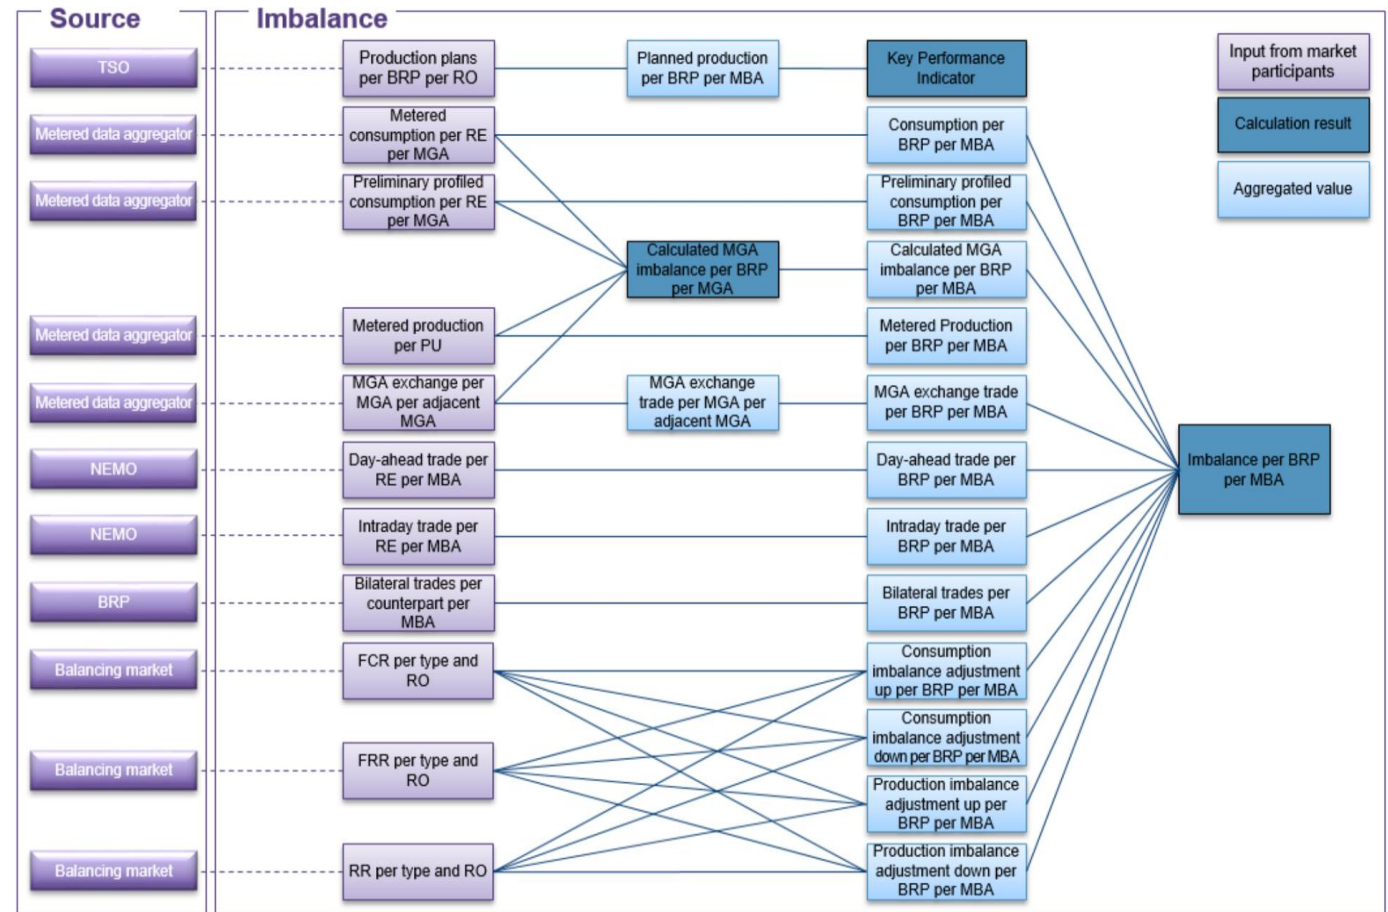 Source
Imbalance
TSO
Production plans
per BRP per RO
Planned production
per BRP per MBA
Key Performance
Indicator
Input from market
participants
Metered data aggregator
Metered
consumption per RE
per MGA
Consumption per
BRP per MBA
Calculation result
Metered data aggregator
Preliminary profiled
consumption per RE
per MGA
Preliminary profiled
consumption per
BRP per MBA
Aggregated value
Calculated MGA
imbalance per BRP
per MGA
Calculated MGA
imbalance per BRP
per MBA
Metered data aggregator
Metered production
per PU
Metered Production
per BRP per MBA
Metered data aggregator
MGA exchange per
MGA per adjacent
MGA
MGA exchange
trade per MGA per
adjacent MGA
MGA exchange trade
per BRP per MBA
NEMO
Day-ahead trade per
RE per MBA
Day-ahead trade per
BRP per MBA
Imbalance per BRP
per MBA
NEMO
Intraday trade per
RE per MBA
Intraday trade per
BRP per MBA
BRP
Bilateral trades per
counterpart per
MBA
Bilateral trades per
BRP per MBA
Balancing market
FCR per type and
RO
Consumption
imbalance adjustment
up per BRP per MBA
Consumption
imbalance adjustment
down per BRP per MBA
Balancing market
FRR per type and
RO
Production imbalance
adjustment up per
BRP per MBA
Balancing market
RR per type and RO
Production imbalance
adjustment down per
BRP per MBA